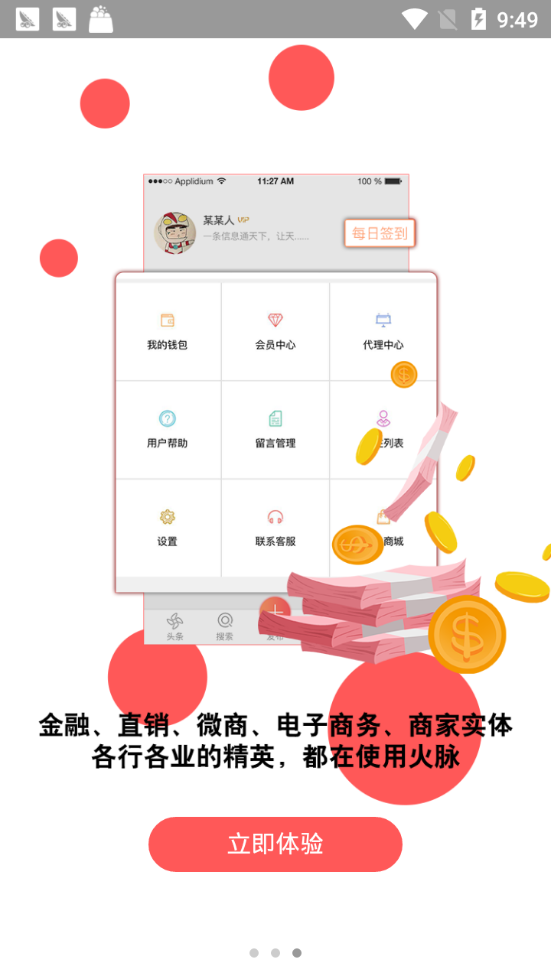 9:49
Applidium 11:27 AM 100 %
某某人 VIP
一条信息通天下，让天......
每日签到
我的钱包 会员中心 代理中心
用户帮助 留言管理 列表
设置 联系客服 商城
头条 搜索 发布
金融、直销、微商、电子商务、商家实体
各行各业的精英，都在使用火脉
立即体验